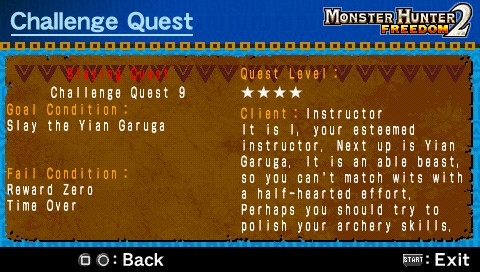 Challenge Quest
MONSTER HUNTER
FREEDOM 2
Slaying Quest
Challenge Quest 9
Goal Condition:
Slay the Yian Garuga
Fail Condition:
Reward Zero
Time Over
Quest Level:
★★★★
Client: Instructor
It is I, your esteemed
instructor. Next up is Yian
Garuga. It is an able beast,
so you can't match wits with
a half-hearted effort.
Perhaps you should try to
polish your archery skills.
□ ○: Back
START: Exit